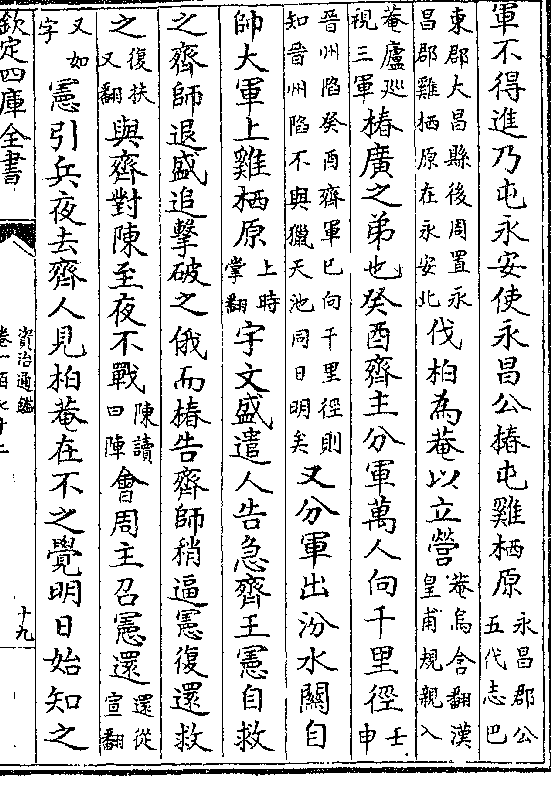 軍不得進乃屯永安使永昌公椿屯雞栖原永昌郡公五代志巴
東郡大昌縣後周置永昌郡雞栖原在永安北伐柏為菴以立營菴烏含翻漢皇甫規親入
菴廬巡視三軍椿廣之弟也癸酉齊主分軍萬人向千里徑壬申
晉州陷癸酉齊軍已向千里徑則知晉州陷不與獵天池同日明矣又分軍出汾水關自
帥大軍上雞栖原上時掌翻宇文盛遣人告急齊王憲自救
之齊師退盛追擊破之俄而椿告齊師稍逼憲復還救
之復扶又翻與齊對陳至夜不戰陳讀曰陣會周主召憲還還從宣翻
又如字憲引兵夜去齊人見柏菴在不之覺明日始知之
欽定四庫全書
資治通鑑
卷一百七十二
十九